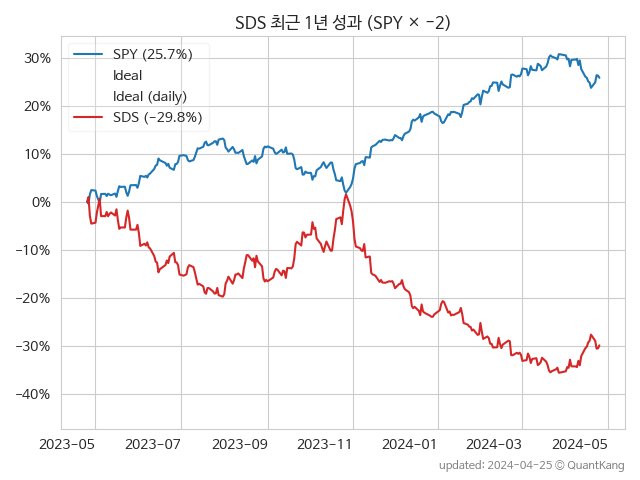 SDS 최근 1년 성과 (SPY × −2)
SPY (25.7%)
Ideal
Ideal (daily)
SDS (−29.8%)
30%
20%
10%
0%
−10%
−20%
−30%
−40%
2023−05 2023−07 2023−09 2023−11 2024−01 2024−03 2024−05
updated: 2024−04−25 © QuantKang